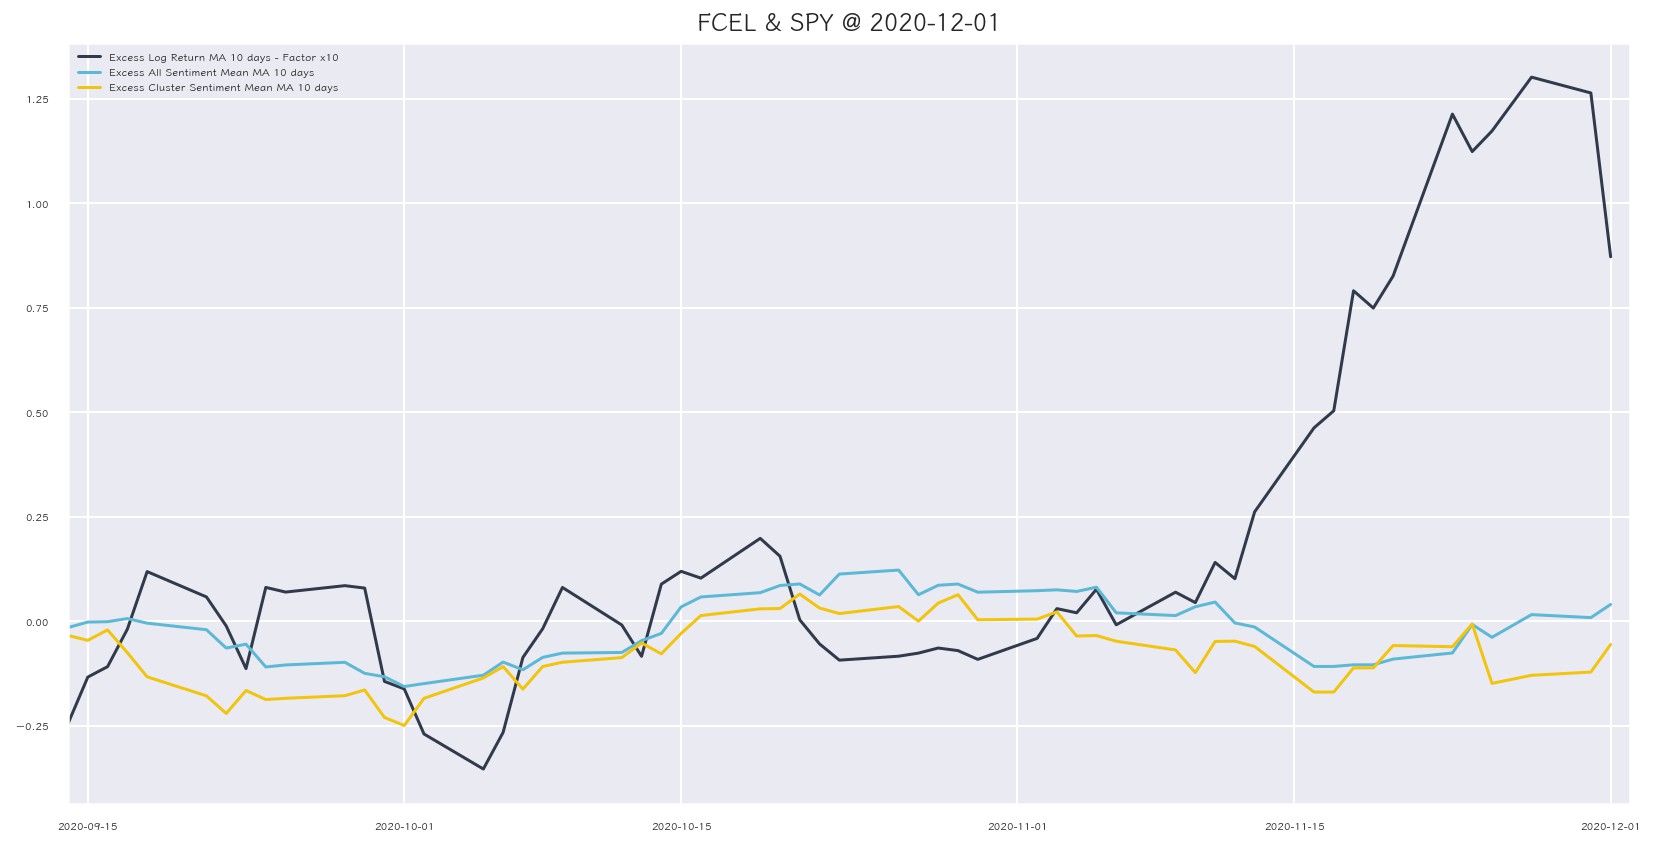 FCEL & SPY @ 2020-12-01
Excess Log Return MA 10 days - Factor x10
Excess All Sentiment Mean MA 10 days
Excess Cluster Sentiment Mean MA 10 days
1.25
1.00
0.75
0.50
0.25
0.00
−0.25
2020-09-15 2020-10-01 2020-10-15 2020-11-01 2020-11-15 2020-12-01